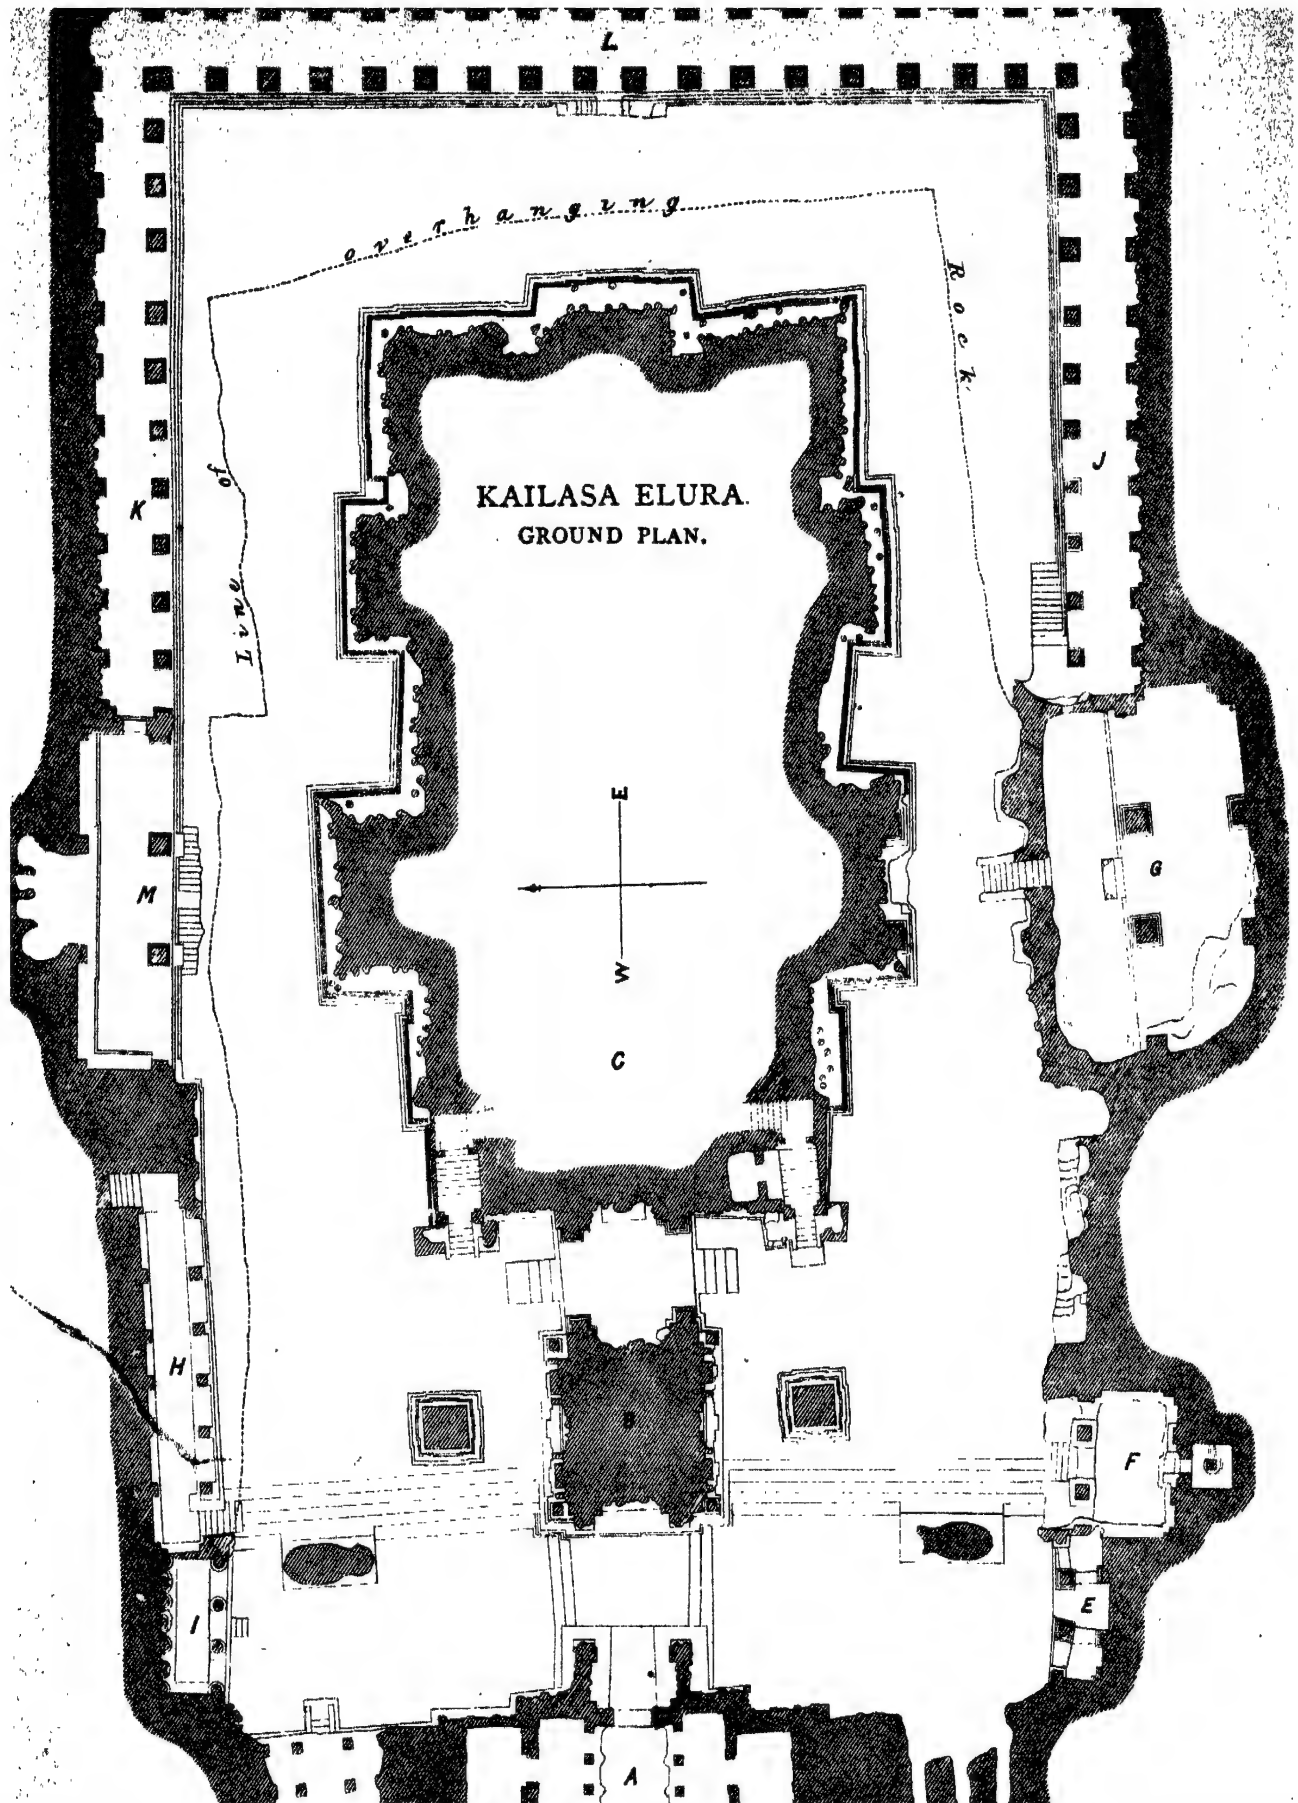 L
Line of overhanging Rock
K
J
KAILASA ELURA.
GROUND PLAN.
E
M
G
W
C
H
B
F
I
E
A